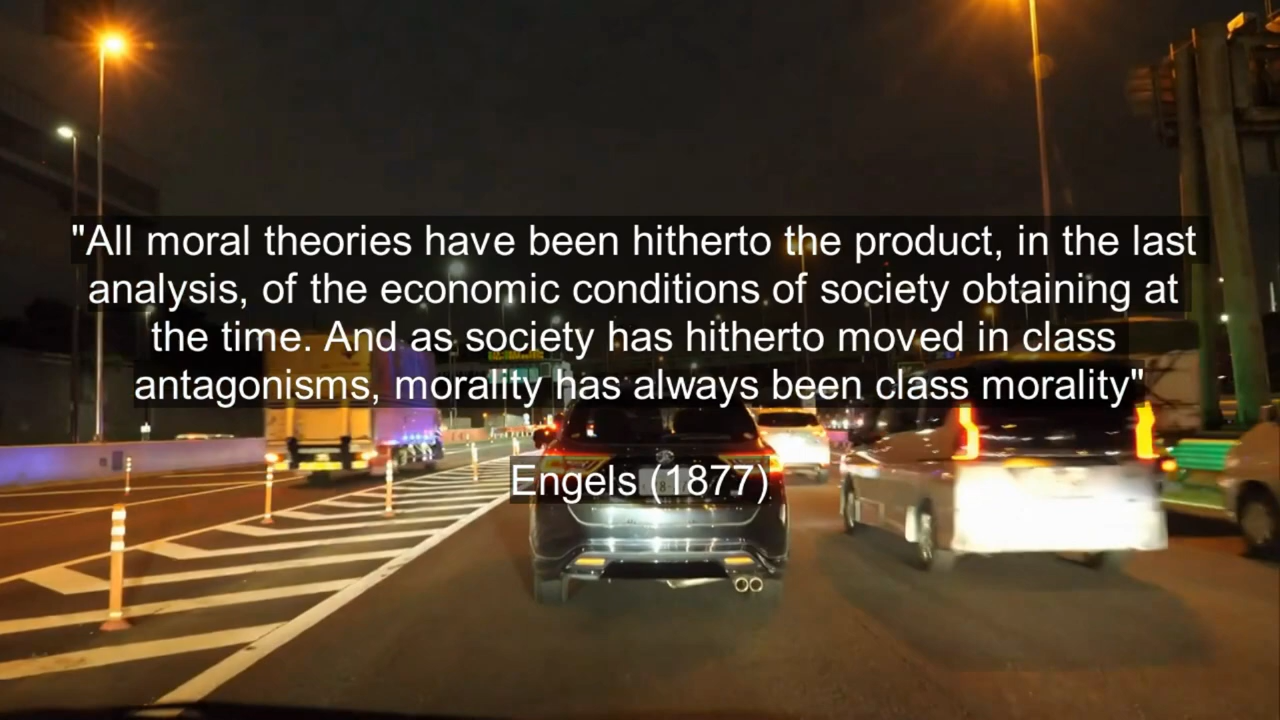 "All moral theories have been hitherto the product, in the last
analysis, of the economic conditions of society obtaining at
the time. And as society has hitherto moved in class
antagonisms, morality has always been class morality"
Engels (1877)